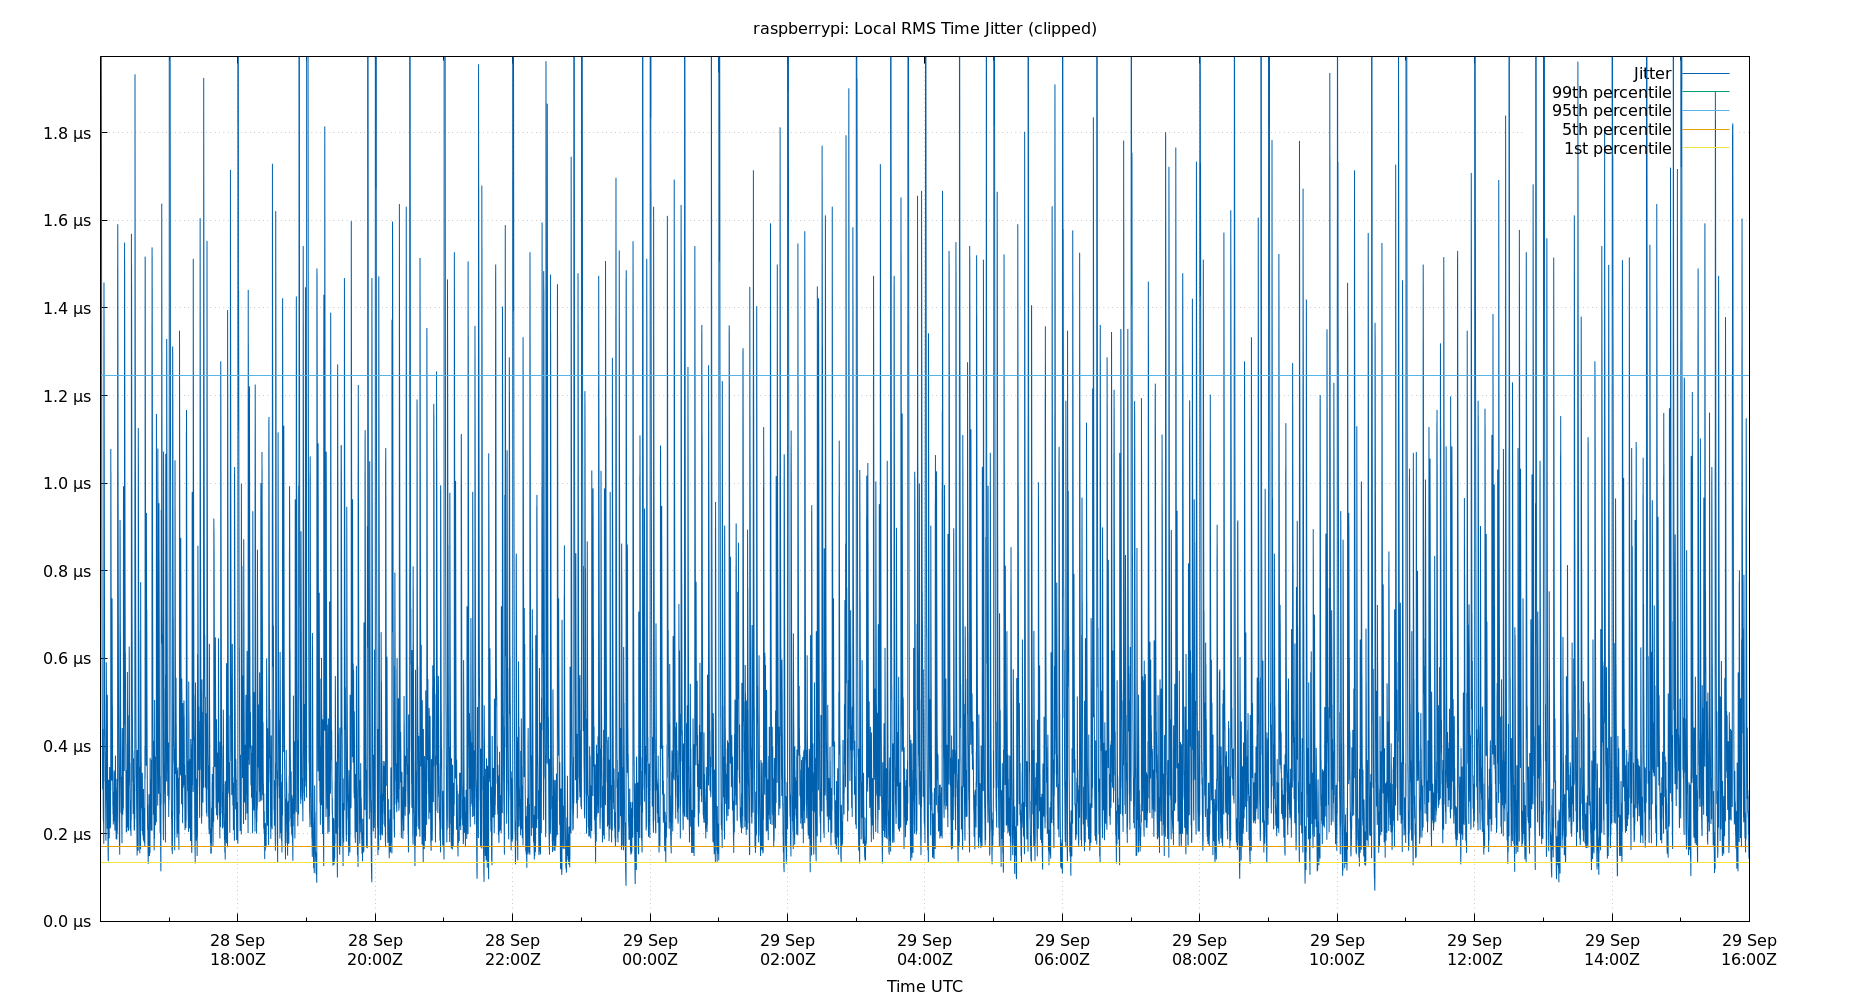 raspberrypi: Local RMS Time Jitter (clipped)
Jitter
99th percentile
95th percentile
5th percentile
1st percentile
1.8 µs
1.6 µs
1.4 µs
1.2 µs
1.0 µs
0.8 µs
0.6 µs
0.4 µs
0.2 µs
0.0 µs
28 Sep 28 Sep 28 Sep 29 Sep 29 Sep 29 Sep 29 Sep 29 Sep 29 Sep 29 Sep 29 Sep 29 Sep
18:00Z 20:00Z 22:00Z 00:00Z 02:00Z 04:00Z 06:00Z 08:00Z 10:00Z 12:00Z 14:00Z 16:00Z
Time UTC